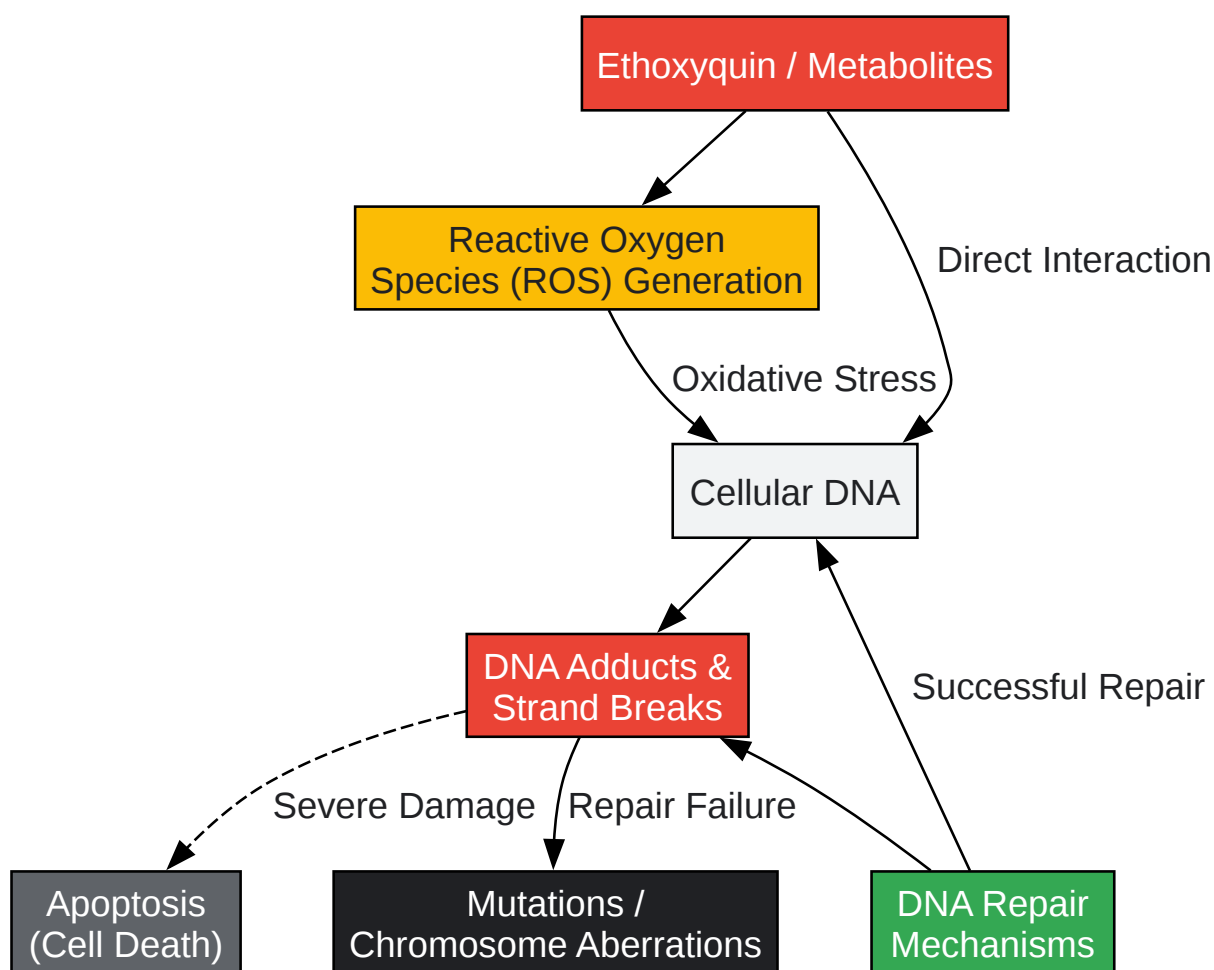 Ethoxyquin / Metabolites
Reactive Oxygen
Species (ROS) Generation
Direct Interaction
Oxidative Stress
Cellular DNA
DNA Adducts &
Strand Breaks
Successful Repair
Severe Damage
Repair Failure
Apoptosis
(Cell Death)
Mutations /
Chromosome Aberrations
DNA Repair
Mechanisms